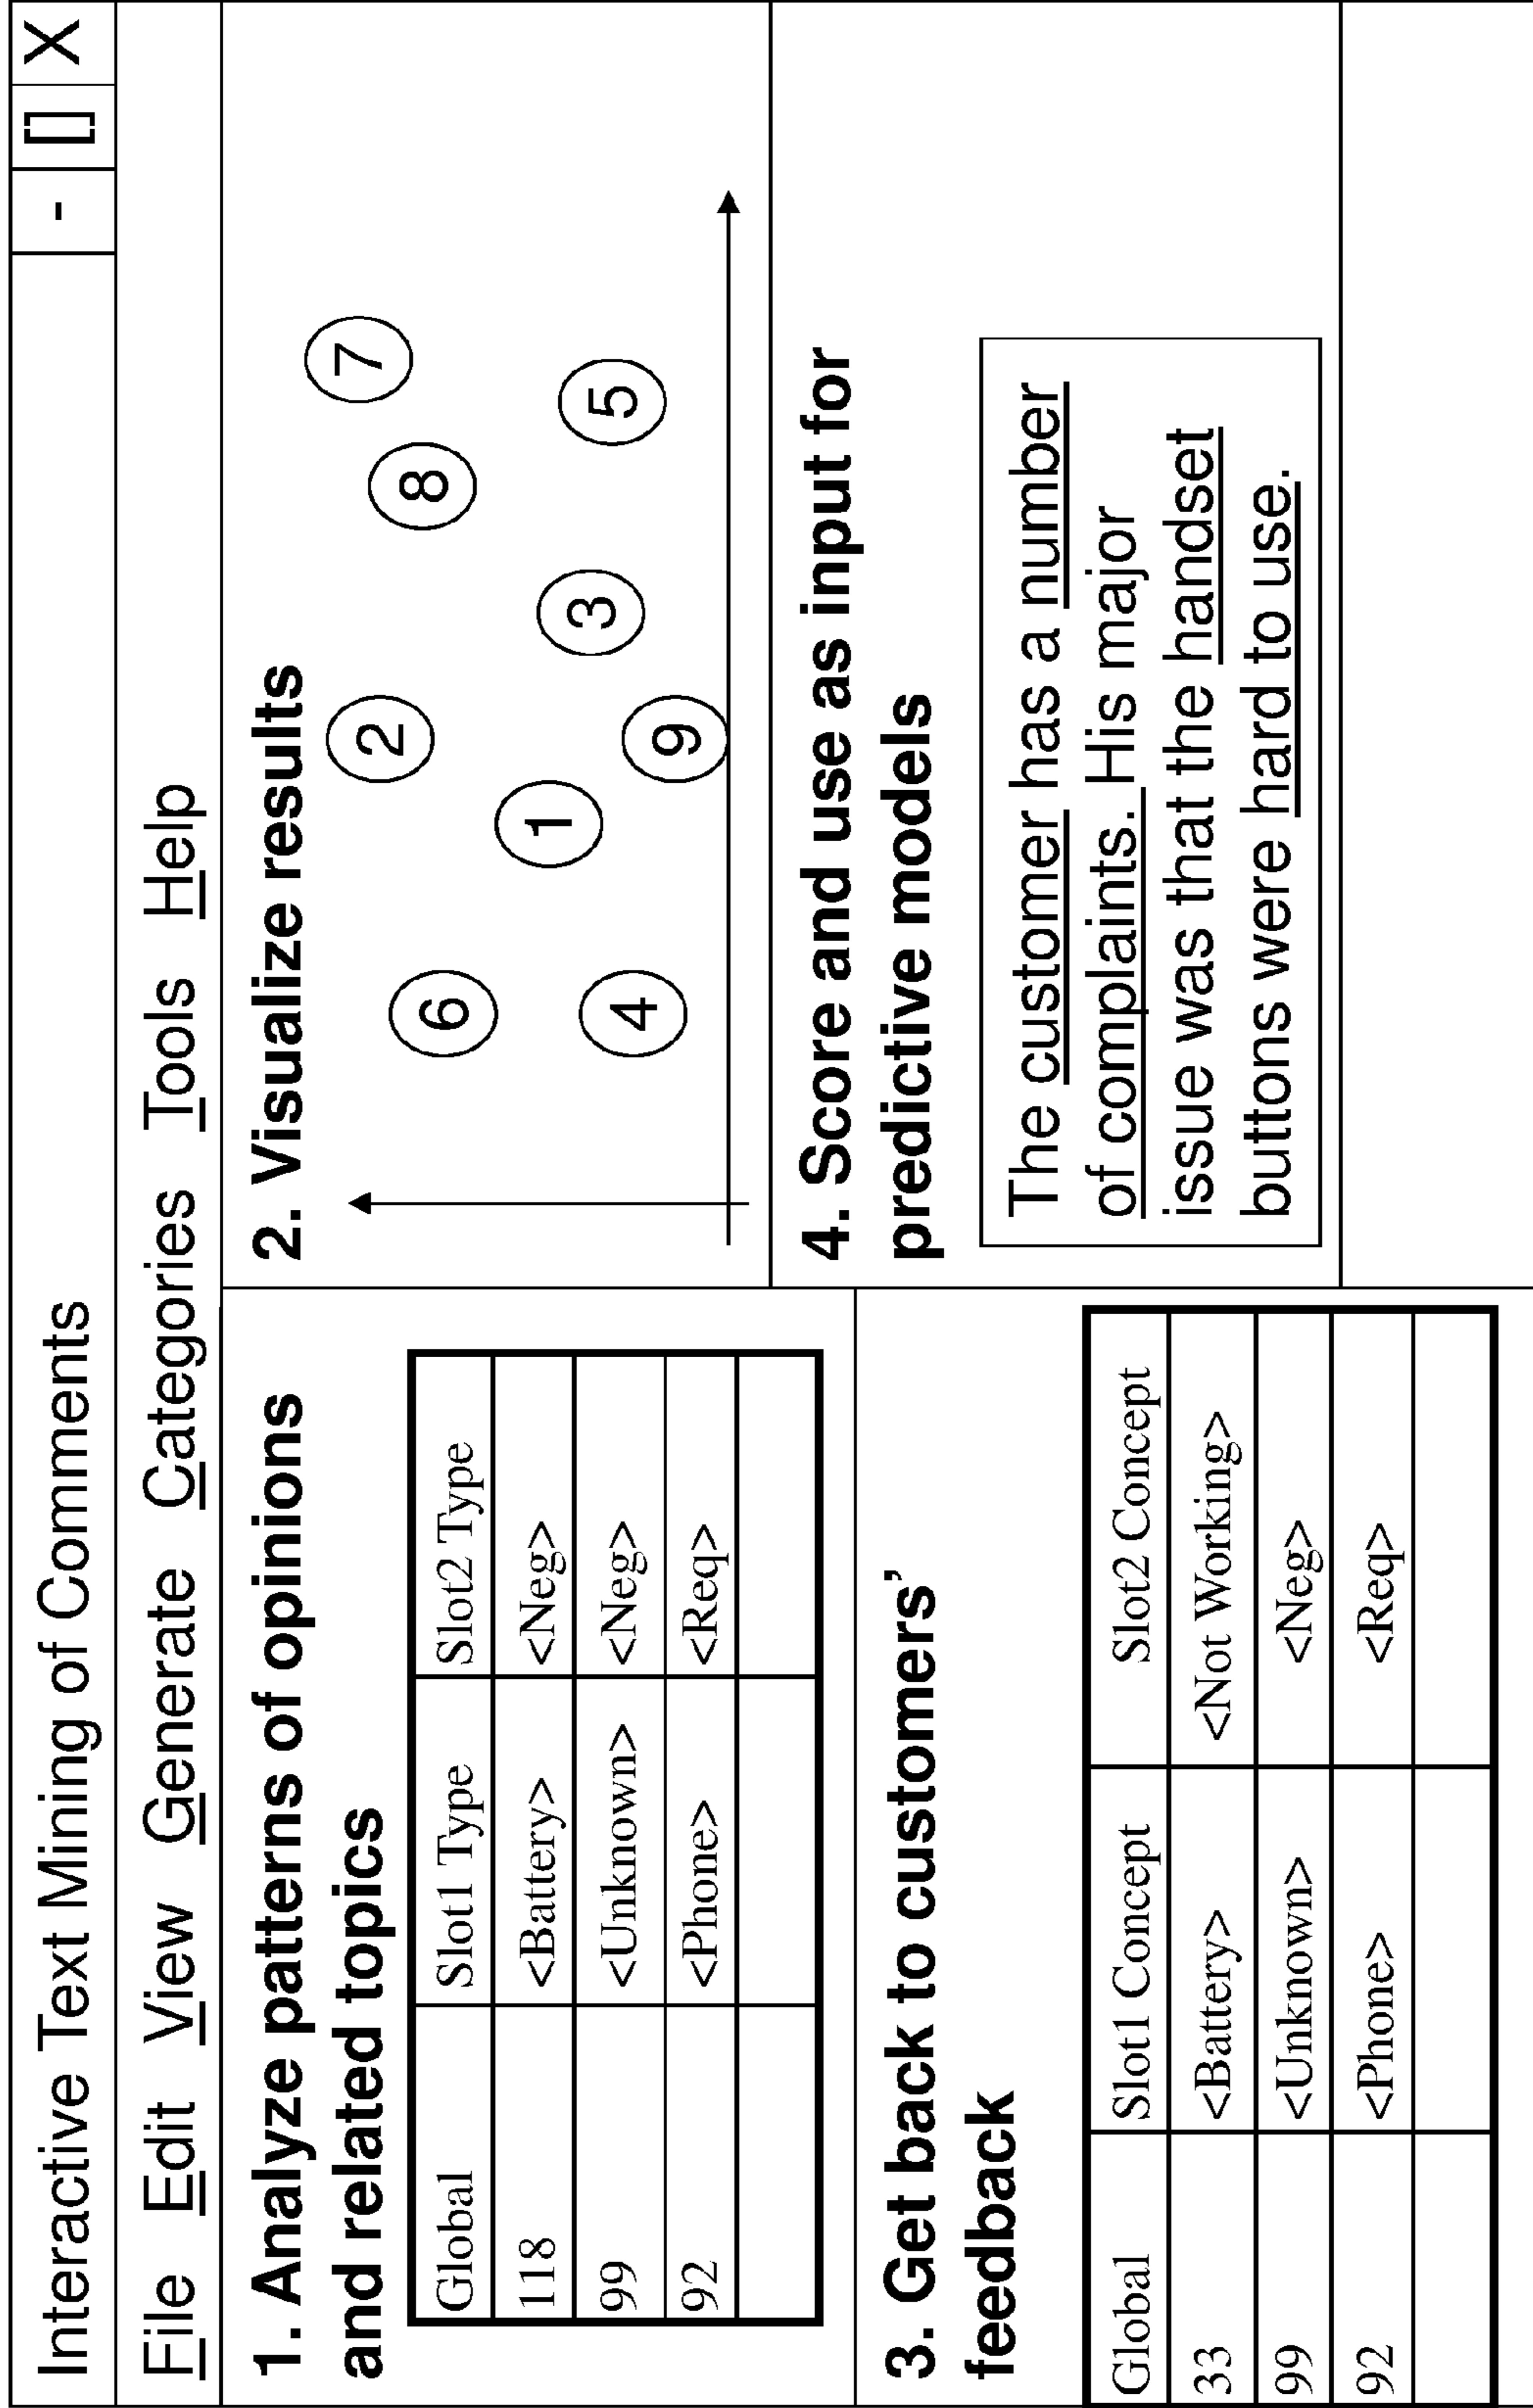 Interactive Text Mining of Comments - [] X
File Edit View Generate Categories Tools Help
1. Analyze patterns of opinions
and related topics
Global Slot1 Type Slot2 Type
118 <Battery> <Neg>
99 <Unknown> <Neg>
92 <Phone> <Req>
2. Visualize results
7
2
8
6
1
3
5
4
9
3. Get back to customers’
feedback
Global Slot1 Concept Slot2 Concept
33 <Battery> <Not Working>
99 <Unknown> <Neg>
92 <Phone> <Req>
4. Score and use as input for
predictive models
The customer has a number
of complaints. His major
issue was that the handset
buttons were hard to use.